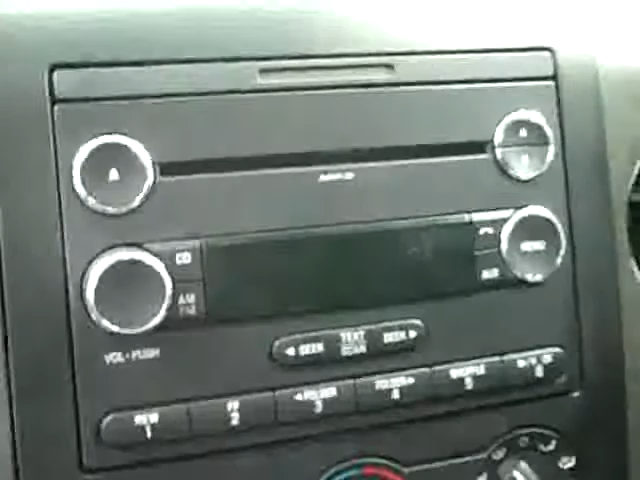 CD
AM
FM
AUX
MENU
VOL - PUSH
◄ SEEK TEXT SCAN SEEK ►
REW 1
FF 2
◄ FOLDER 3
FOLDER ► 4
SHUFFLE 5
6